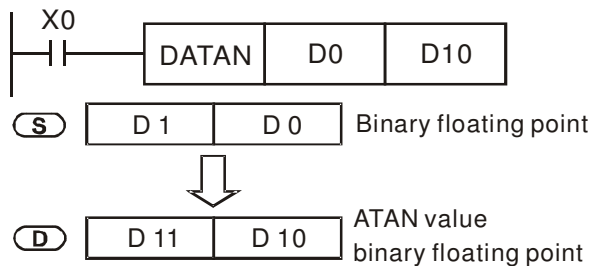 X0
DATAN D0 D10
S D 1 D 0 Binary floating point
D D 11 D 10 ATAN value
binary floating point